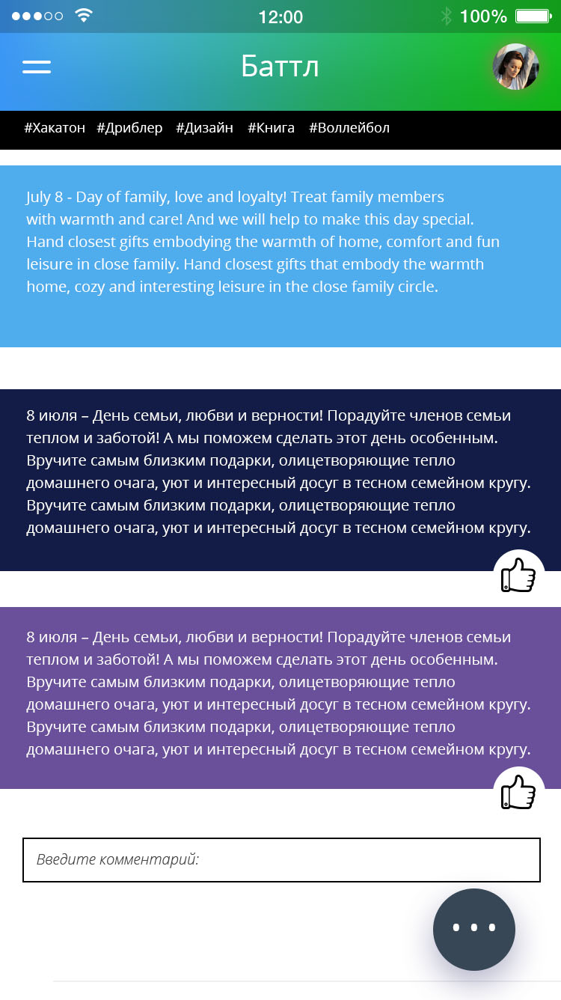 12:00
100%
Баттл
#Хакатон #Дриблер #Дизайн #Книга #Воллейбол
July 8 - Day of family, love and loyalty! Treat family members
with warmth and care! And we will help to make this day special.
Hand closest gifts embodying the warmth of home, comfort and fun
leisure in close family. Hand closest gifts that embody the warmth
home, cozy and interesting leisure in the close family circle.
8 июля – День семьи, любви и верности! Порадуйте членов семьи
теплом и заботой! А мы поможем сделать этот день особенным.
Вручите самым близким подарки, олицетворяющие тепло
домашнего очага, уют и интересный досуг в тесном семейном кругу.
Вручите самым близким подарки, олицетворяющие тепло
домашнего очага, уют и интересный досуг в тесном семейном кругу.
8 июля – День семьи, любви и верности! Порадуйте членов семьи
теплом и заботой! А мы поможем сделать этот день особенным.
Вручите самым близким подарки, олицетворяющие тепло
домашнего очага, уют и интересный досуг в тесном семейном кругу.
Вручите самым близким подарки, олицетворяющие тепло
домашнего очага, уют и интересный досуг в тесном семейном кругу.
Введите комментарий: